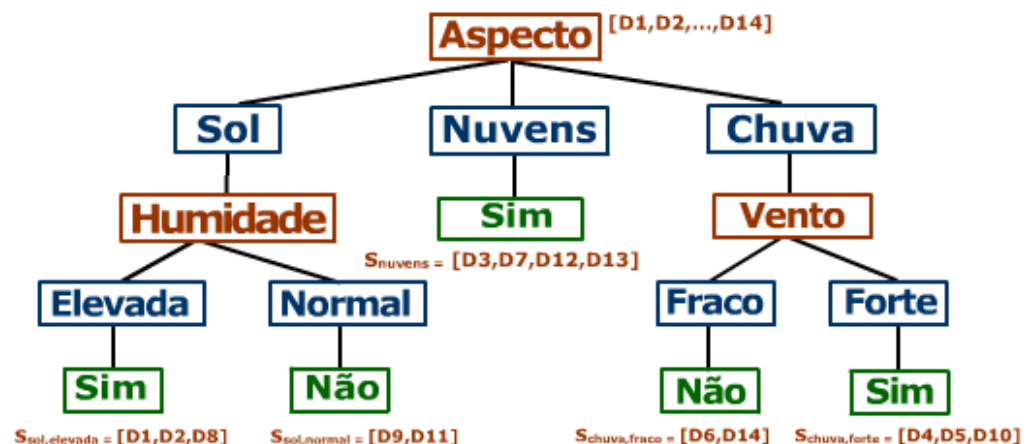 Aspecto [D1,D2,...,D14]
Sol Nuvens Chuva
Humidade Sim Vento
Snuvens = [D3,D7,D12,D13]
Elevada Normal Fraco Forte
Sim Não Não Sim
Ssol,elevada = [D1,D2,D8] Ssol,normal = [D9,D11] Schuva,fraco = [D6,D14] Schuva,forte = [D4,D5,D10]